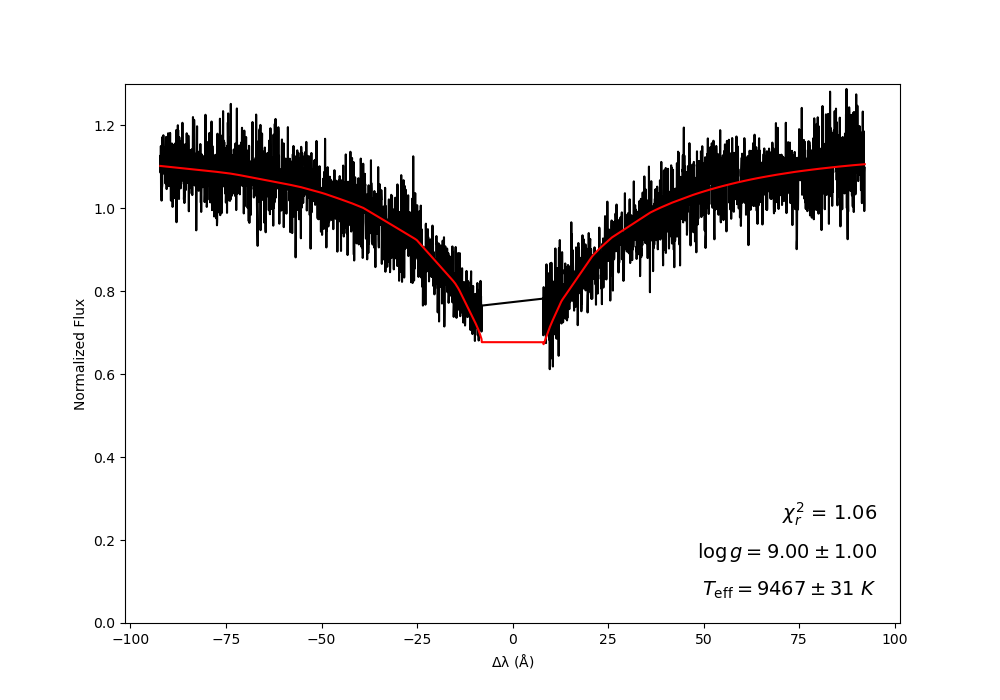 1.2
1.0
0.8
0.6
0.4
0.2
0.0
Normalized Flux
χ²ᵣ = 1.06
log g = 9.00 ± 1.00
T_eff = 9467 ± 31 K
−100 −75 −50 −25 0 25 50 75 100
Δλ (Å)